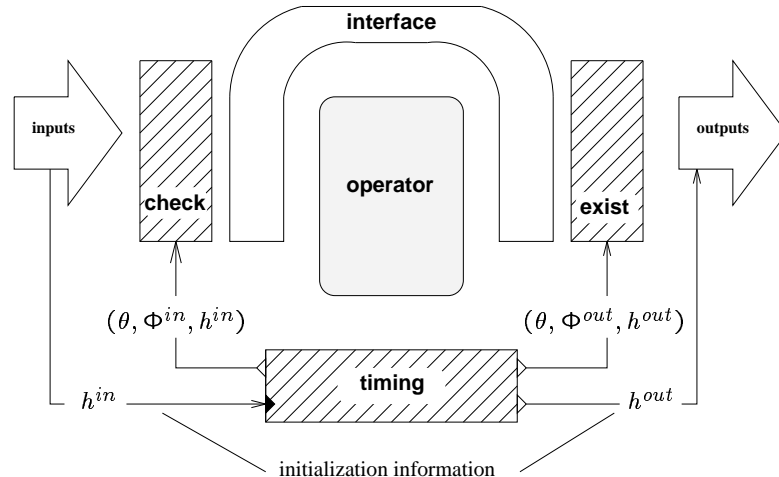 interface
inputs
outputs
operator
check
exist
(θ, Φ^{in}, h^{in})
(θ, Φ^{out}, h^{out})
timing
h^{in}
h^{out}
initialization information